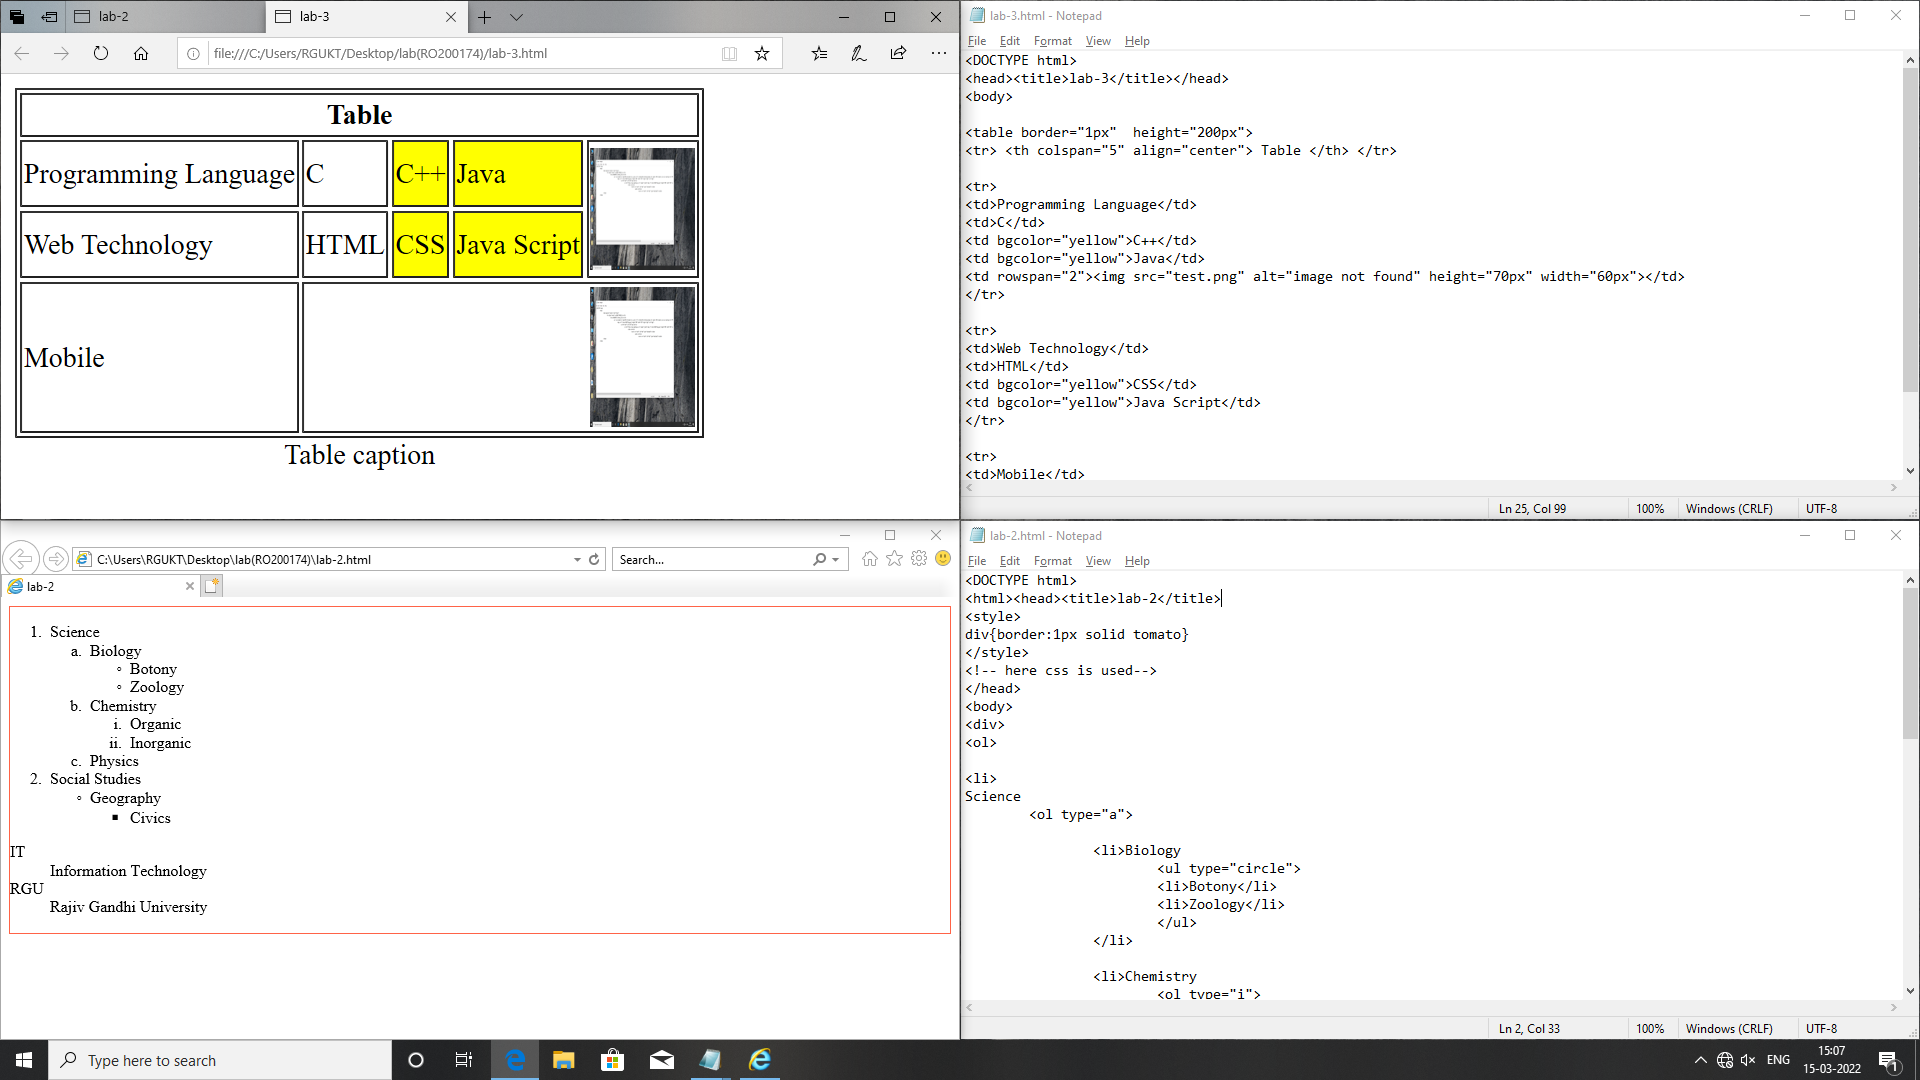 lab-2
lab-3
file:///C:/Users/RGUKT/Desktop/lab(RO200174)/lab-3.html
Table
Programming Language C C++ Java
Web Technology HTML CSS Java Script
Mobile
Table caption
lab-3.html - Notepad
File Edit Format View Help
<DOCTYPE html>
<head><title>lab-3</title></head>
<body>
<table border="1px"  height="200px">
<tr> <th colspan="5" align="center"> Table </th> </tr>
<tr>
<td>Programming Language</td>
<td>C</td>
<td bgcolor="yellow">C++</td>
<td bgcolor="yellow">Java</td>
<td rowspan="2"><img src="test.png" alt="image not found" height="70px" width="60px"></td>
</tr>
<tr>
<td>Web Technology</td>
<td>HTML</td>
<td bgcolor="yellow">CSS</td>
<td bgcolor="yellow">Java Script</td>
</tr>
<tr>
<td>Mobile</td>
Ln 25, Col 99 100% Windows (CRLF) UTF-8
C:\Users\RGUKT\Desktop\lab(RO200174)\lab-2.html
Search...
lab-2
1. Science
a. Biology
Botony
Zoology
b. Chemistry
i. Organic
ii. Inorganic
c. Physics
2. Social Studies
Geography
Civics
IT
Information Technology
RGU
Rajiv Gandhi University
lab-2.html - Notepad
File Edit Format View Help
<DOCTYPE html>
<html><head><title>lab-2</title>
<style>
div{border:1px solid tomato}
</style>
<!-- here css is used-->
</head>
<body>
<div>
<ol>
<li>
Science
<ol type="a">
<li>Biology
<ul type="circle">
<li>Botony</li>
<li>Zoology</li>
</ul>
</li>
<li>Chemistry
<ol type="i">
Ln 2, Col 33 100% Windows (CRLF) UTF-8
Type here to search
ENG
15:07
15-03-2022
1